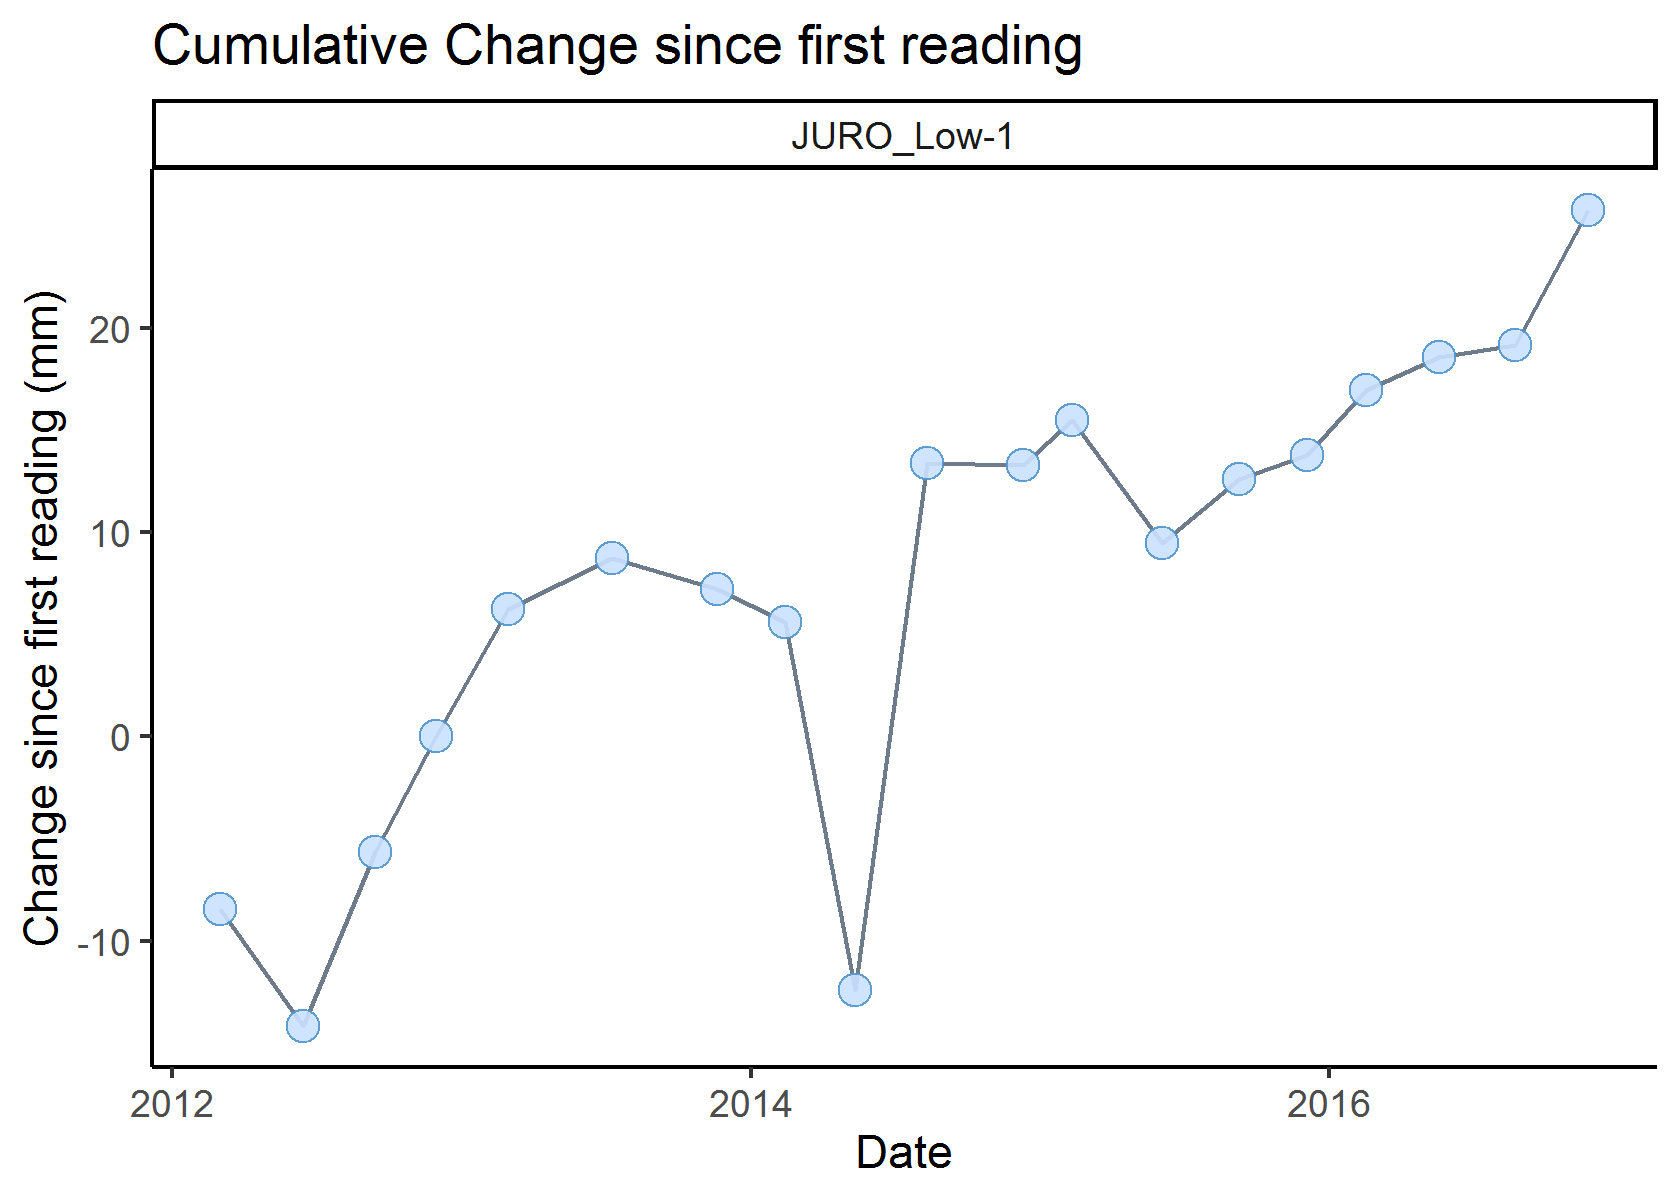 Cumulative Change since first reading
JURO_Low-1
Change since first reading (mm)
20
10
0
-10
2012
2014
2016
Date